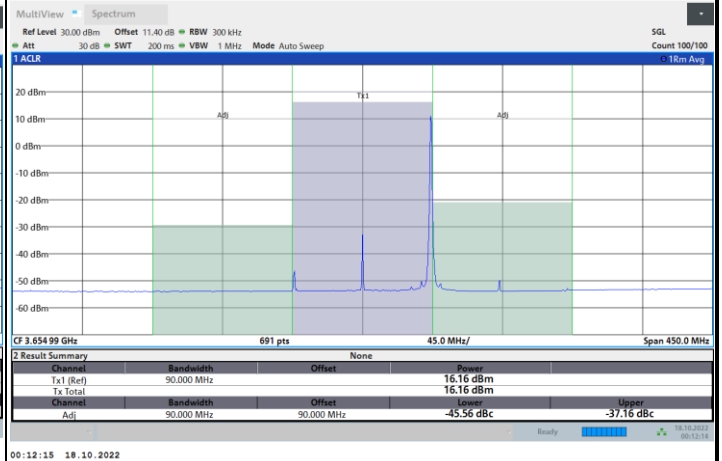 MultiView Spectrum
Ref Level 30.00 dBm Offset 11.40 dB RBW 300 kHz SGL
Att 30 dB SWT 200 ms VBW 1 MHz Mode Auto Sweep Count 100/100
1 ACLR 1Rm Avg
20 dBm
Tx1
10 dBm
Adj Adj
0 dBm
-10 dBm
-20 dBm
-30 dBm
-40 dBm
-50 dBm
-60 dBm
CF 3.654 99 GHz 691 pts 45.0 MHz/ Span 450.0 MHz
2 Result Summary None
Channel Bandwidth Offset Power
Tx1 (Ref) 90.000 MHz 16.16 dBm
Tx Total 16.16 dBm
Channel Bandwidth Offset Lower Upper
Adj 90.000 MHz 90.000 MHz -45.56 dBc -37.16 dBc
Ready 18.10.2022
00:12:14
00:12:15 18.10.2022